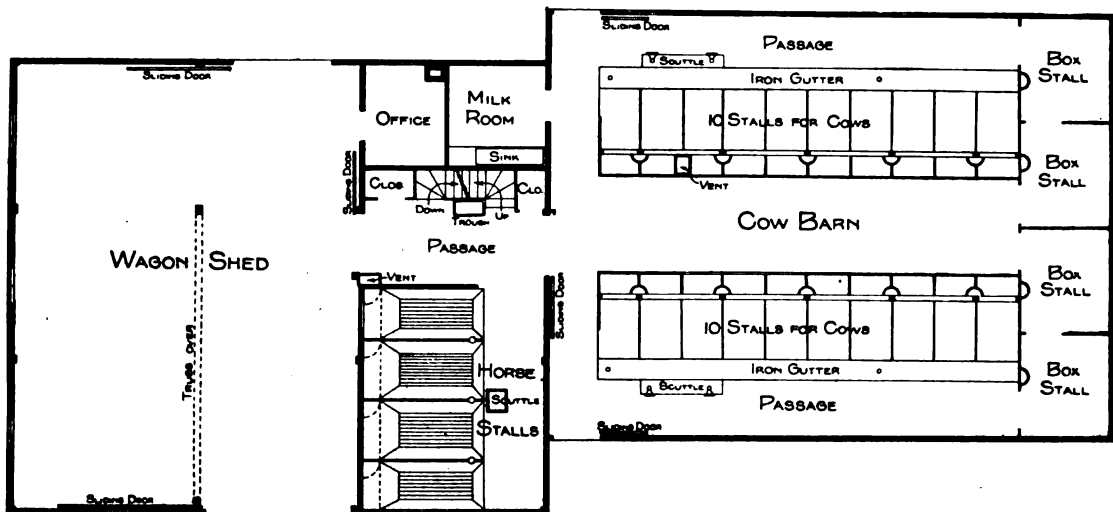 SLIDING DOOR
PASSAGE
SCUTTLE
BOX
STALL
IRON GUTTER
SLIDING DOOR
MILK
ROOM
OFFICE
10 STALLS FOR COWS
SINK
SLIDING DOOR
CLOS.
CLO.
VENT
BOX
STALL
DOWN
TROUGH
UP
COW BARN
PASSAGE
WAGON SHED
VENT
BOX
STALL
SLIDING DOOR
10 STALLS FOR COWS
TRUSS OVER
HORSE
STALLS
SCUTTLE
IRON GUTTER
BOX
STALL
SCUTTLE
PASSAGE
SLIDING DOOR
SLIDING DOOR